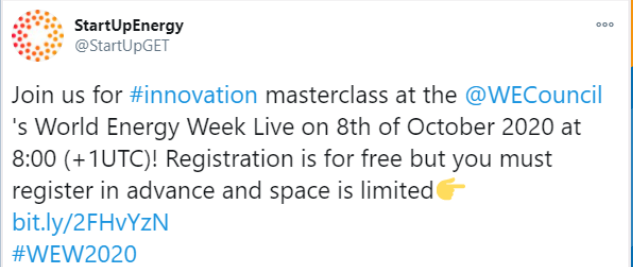 StartUpEnergy
@StartUpGET
Join us for #innovation masterclass at the @WECouncil
's World Energy Week Live on 8th of October 2020 at
8:00 (+1UTC)! Registration is for free but you must
register in advance and space is limited👉
bit.ly/2FHvYzN
#WEW2020